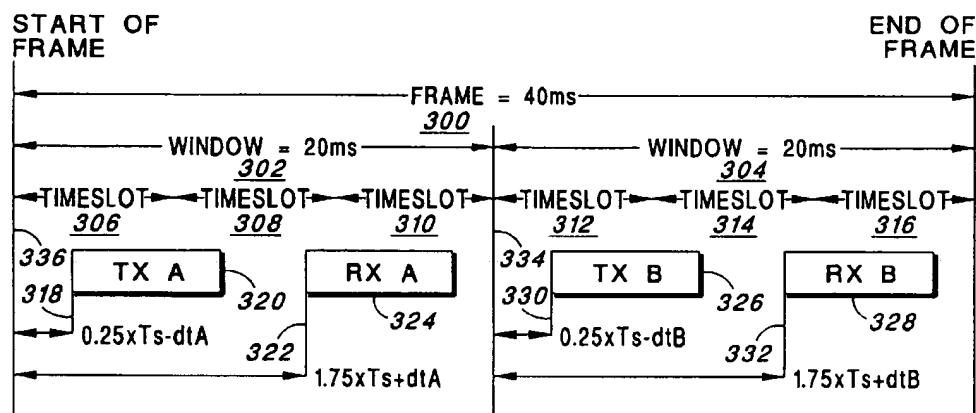 START OF
FRAME
END OF
FRAME
FRAME = 40ms
300
WINDOW = 20ms
WINDOW = 20ms
302
304
TIMESLOT TIMESLOT TIMESLOT TIMESLOT TIMESLOT TIMESLOT
306 308 310 312 314 316
336 TX A RX A 334 TX B RX B
318 320 324 330 326 328
0.25xTs-dtA 322 0.25xTs-dtB 332
1.75xTs+dtA 1.75xTs+dtB